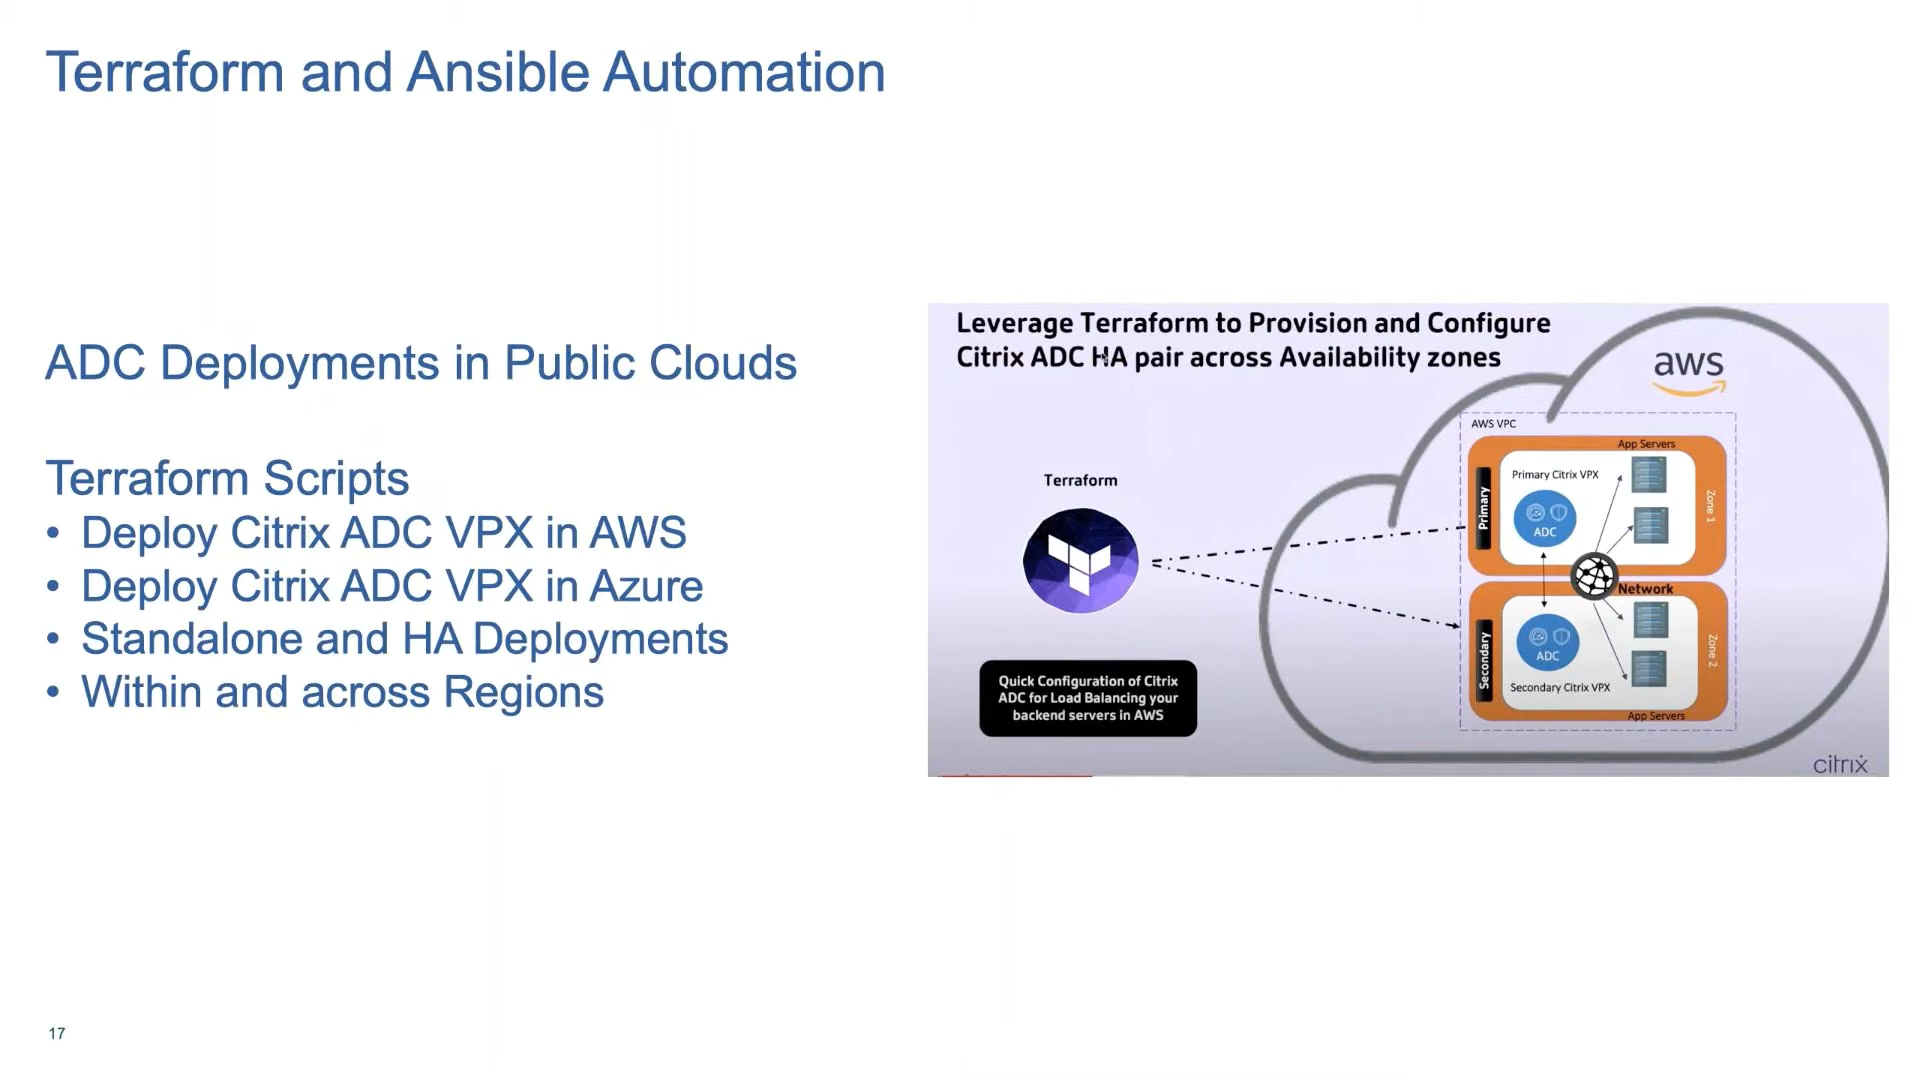 Terraform and Ansible Automation
ADC Deployments in Public Clouds
Terraform Scripts
• Deploy Citrix ADC VPX in AWS
• Deploy Citrix ADC VPX in Azure
• Standalone and HA Deployments
• Within and across Regions
Leverage Terraform to Provision and Configure
Citrix ADC HA pair across Availability zones
aws
AWS VPC
App Servers
Primary Citrix VPX
Primary
ADC
Zone 1
Terraform
Network
Secondary
ADC
Zone 2
Secondary Citrix VPX
App Servers
Quick Configuration of Citrix
ADC for Load Balancing your
backend servers in AWS
citrix
17